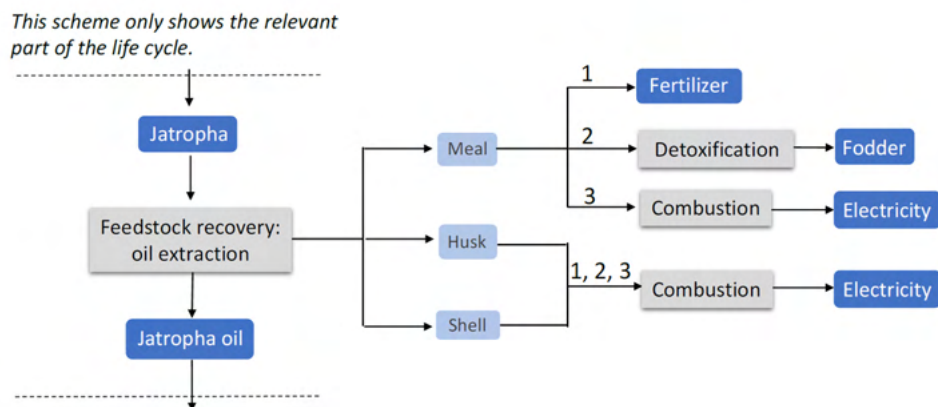 This scheme only shows the relevant
part of the life cycle.
Jatropha
Feedstock recovery:
oil extraction
Jatropha oil
Meal
Husk
Shell
1
Fertilizer
2
Detoxification
Fodder
3
Combustion
Electricity
1, 2, 3
Combustion
Electricity